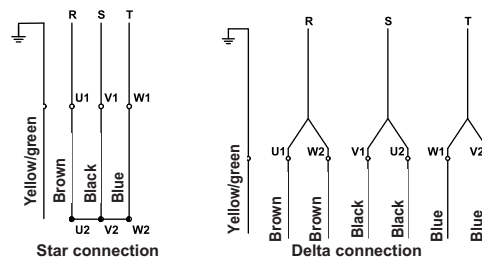 R S T
U1 V1 W1
Yellow/green
Brown
Black
Blue
U2 V2 W2
Star connection
R S T
U1 W2 V1 U2 W1 V2
Yellow/green
Brown
Brown
Black
Black
Blue
Blue
Delta connection